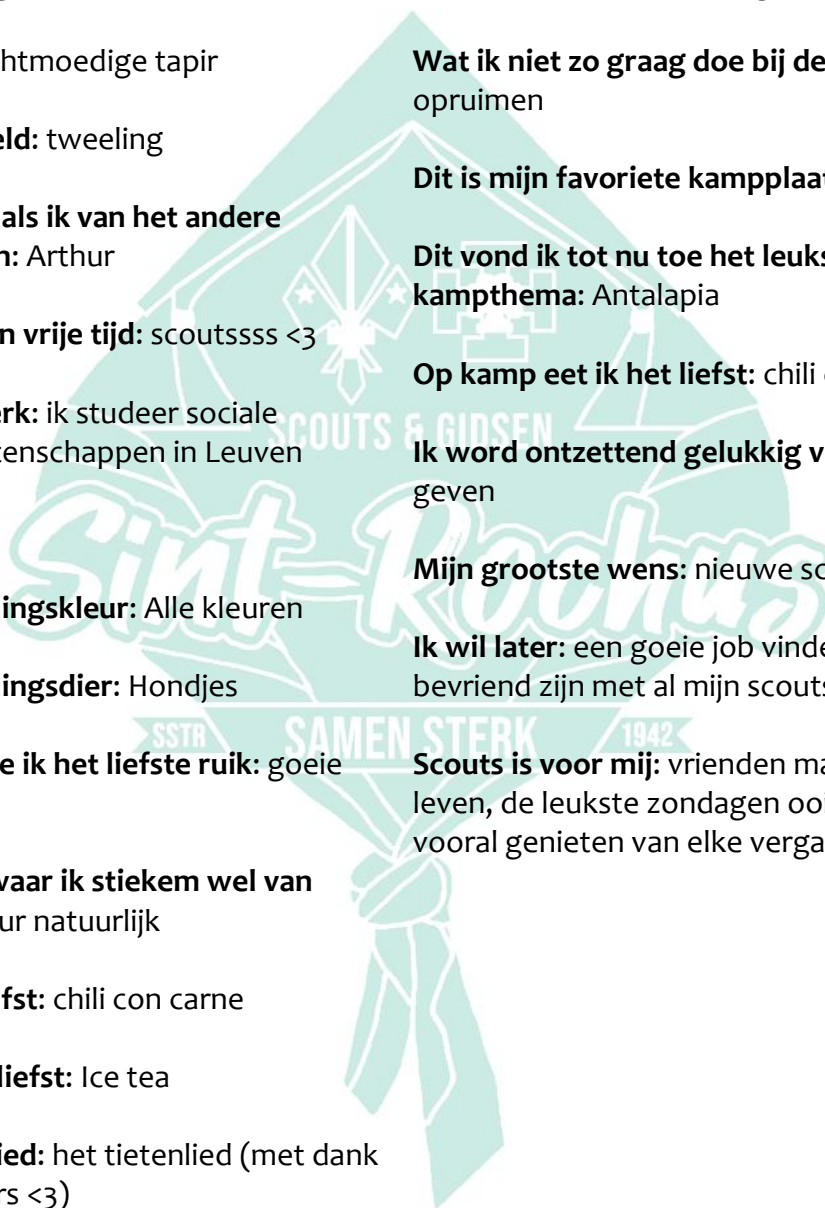 htmoedige tapir
eld: tweeling
als ik van het andere
n: Arthur
n vrije tijd: scoutssss <3
erk: ik studeer sociale
tenschappen in Leuven
ingskleur: Alle kleuren
ingsdier: Hondjes
e ik het liefste ruik: goeie
waar ik stiekem wel van
ur natuurlijk
fst: chili con carne
liefst: Ice tea
ied: het tietenlied (met dank
rs <3)
Wat ik niet zo graag doe bij de
opruimen
Dit is mijn favoriete kampplaat
Dit vond ik tot nu toe het leuks
kampthema: Antalapia
Op kamp eet ik het liefst: chili
Ik word ontzettend gelukkig v
geven
Mijn grootste wens: nieuwe sc
Ik wil later: een goeie job vinde
bevriend zijn met al mijn scouts
Scouts is voor mij: vrienden ma
leven, de leukste zondagen ooi
vooral genieten van elke verga
SCOUTS & GIDSEN
Sint-Rochus
SSTR SAMEN STERK 1942